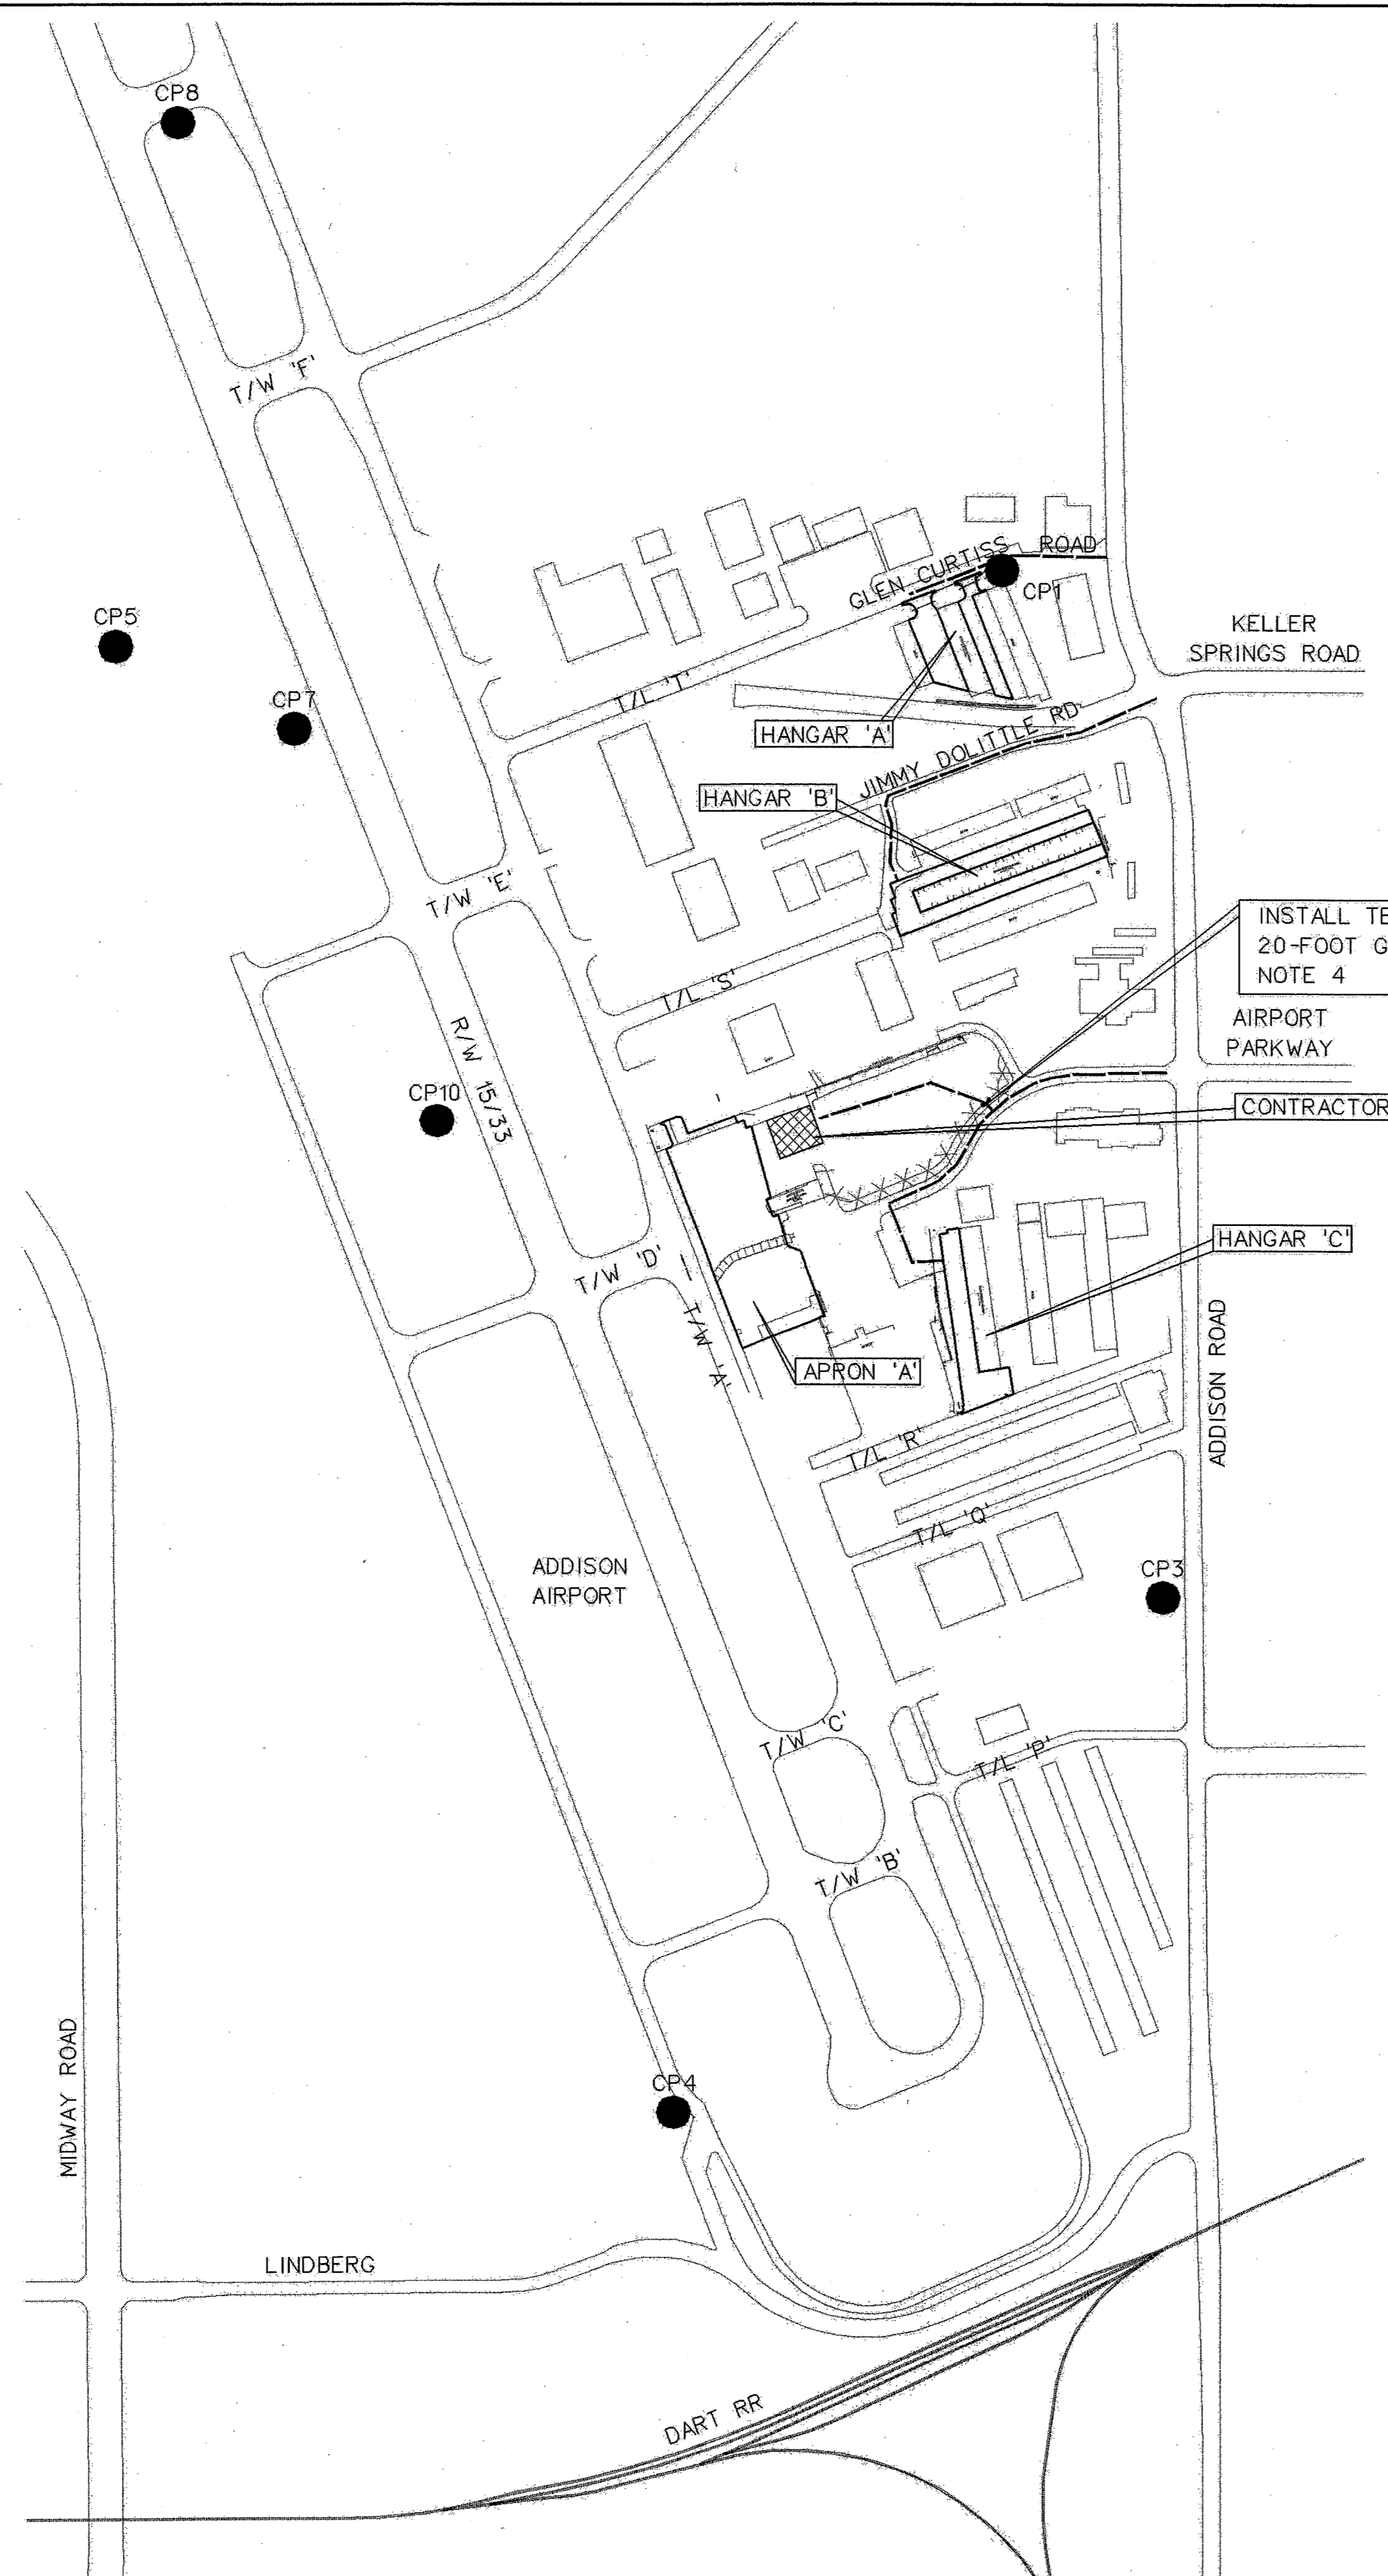 CP8
T/W 'F'
GLEN CURTISS ROAD
CP1
CP5
KELLER
SPRINGS ROAD
CP7
T/L 'T'
HANGAR 'A'
JIMMY DOLITTLE RD
HANGAR 'B'
T/W 'E'
INSTALL
20-FOOT
NOTE 4
T/L 'S'
AIRPORT
PARKWAY
R/W 15/33
CP10
CONTRACTOR
HANGAR 'C'
T/W 'D'
T/W 'A'
APRON 'A'
ADDISON ROAD
T/L 'R'
T/L 'Q'
ADDISON
AIRPORT
CP3
T/W 'C'
T/L 'P'
T/W 'B'
MIDWAY ROAD
CP4
LINDBERG
DART RR